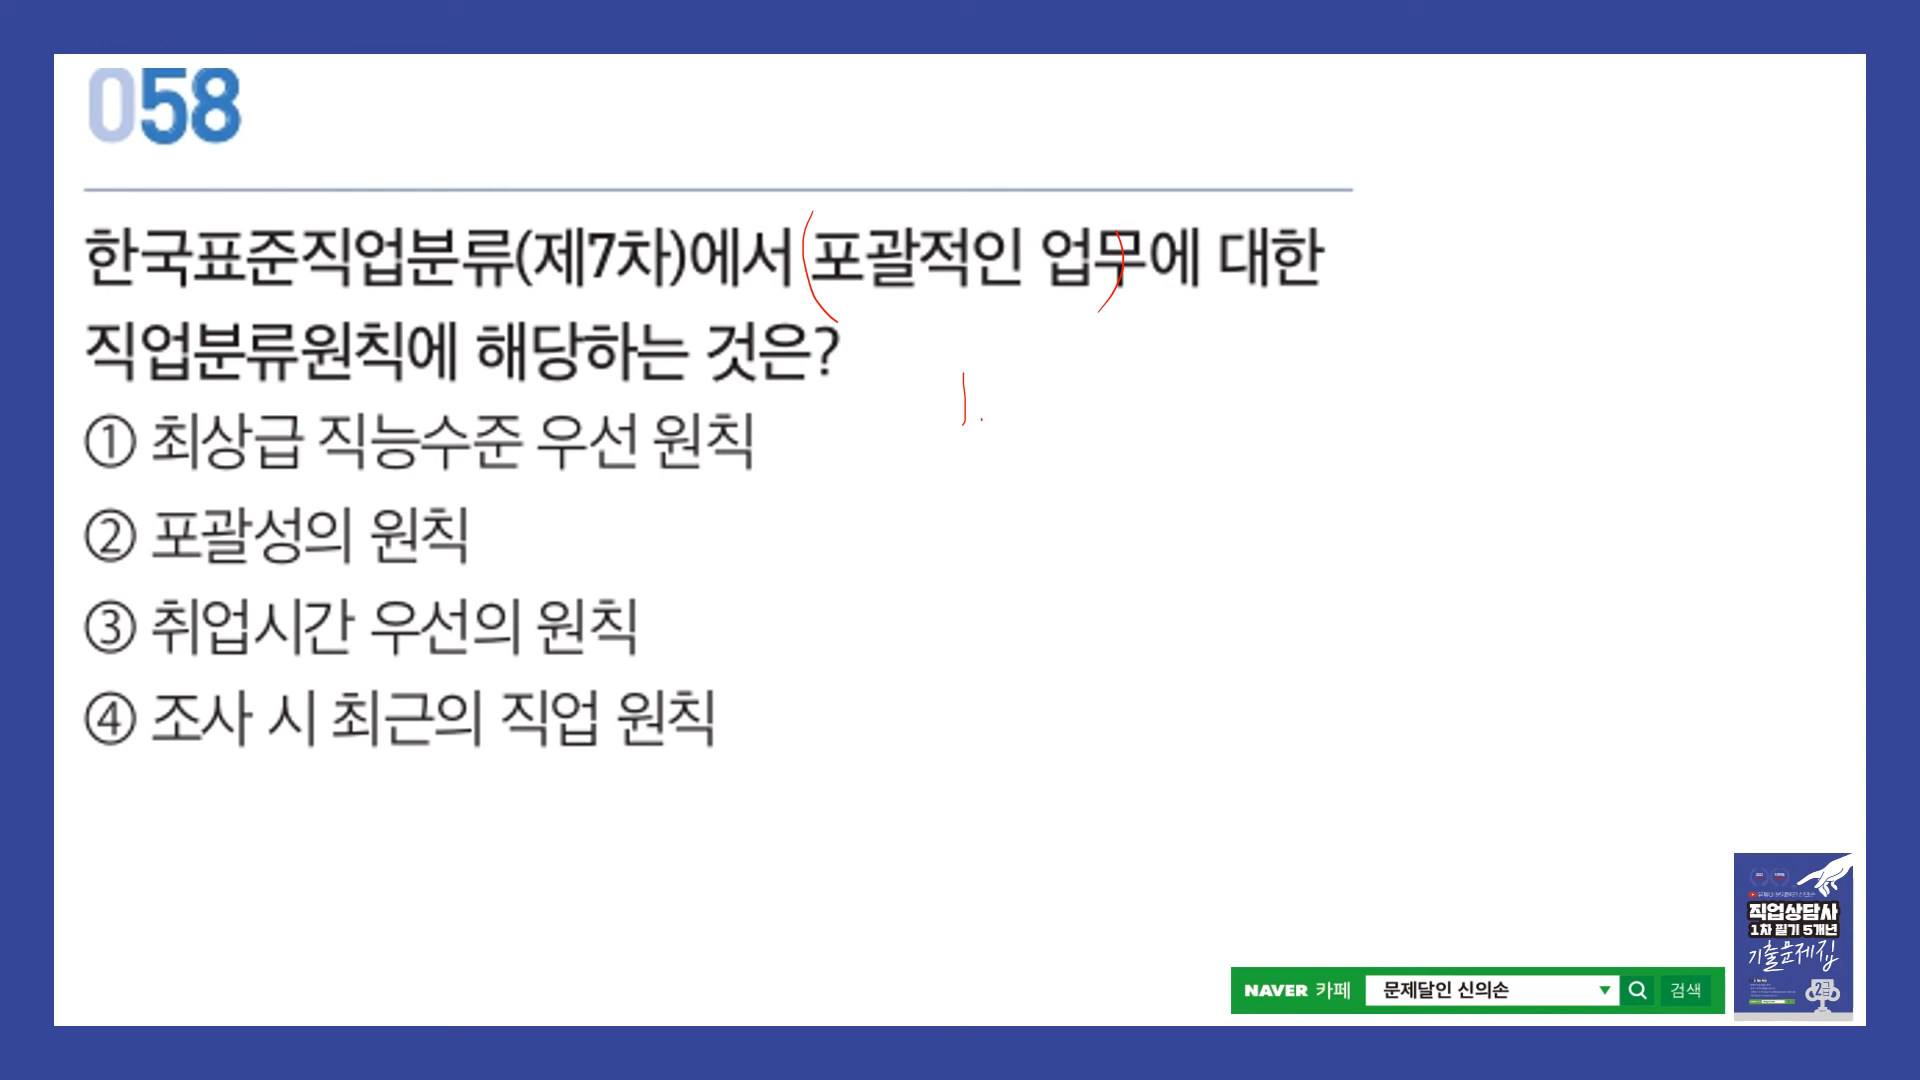 058
한국표준직업분류(제7차)에서 포괄적인 업무에 대한
직업분류원칙에 해당하는 것은?
1.
① 최상급 직능수준 우선 원칙
② 포괄성의 원칙
③ 취업시간 우선의 원칙
④ 조사 시 최근의 직업 원칙
직업상담사
1차 필기 5개년
기출문제집
2급
NAVER 카페 문제달인 신의손 검색